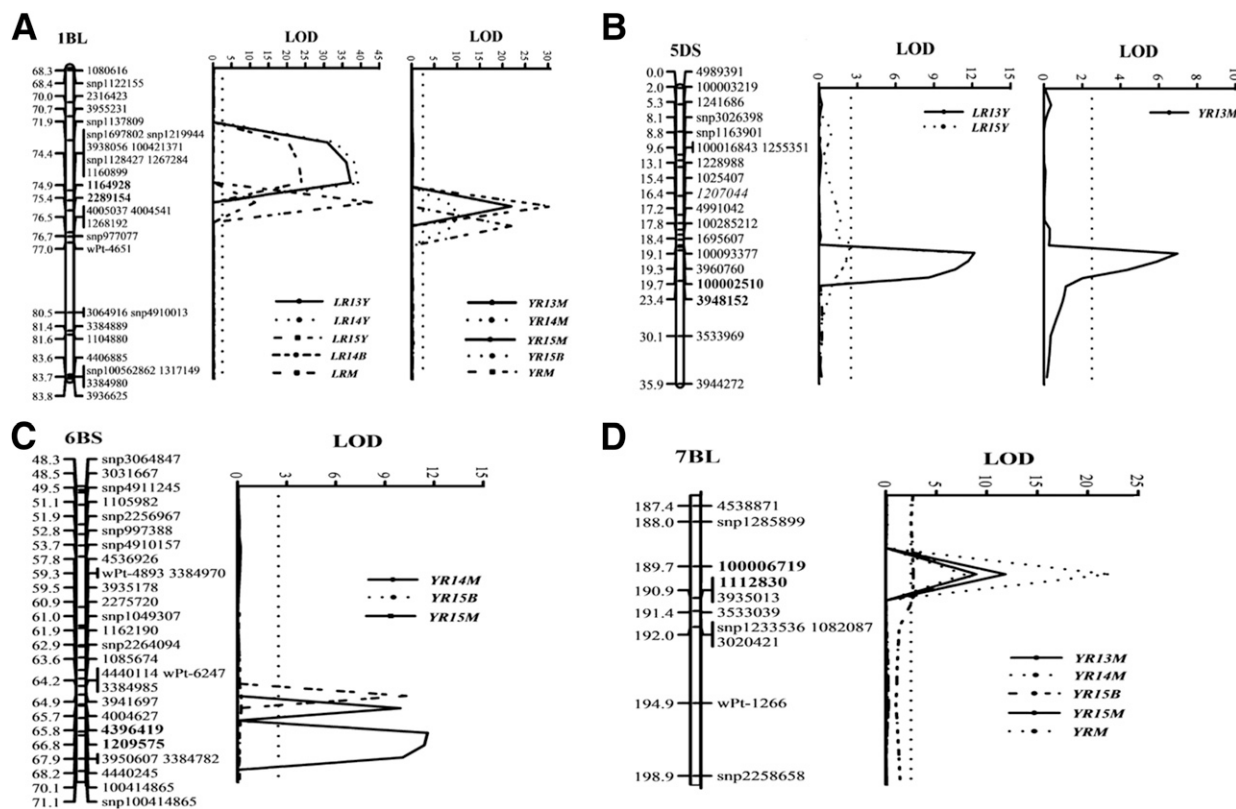 A
1BL
68.3 1080616
68.4 snp1122155
70.0 2316423
70.7 3955231
71.9 snp1137809
snp1697802 snp1219944
74.4 3938056 100421371
snp1128427 1267284
1160899
74.9 1164928
75.4 2289154
76.5 4005037 4004541
1268192
76.7 snp977077
77.0 wPt-4651
80.5 3064916 snp4910013
81.4 3384889
81.6 1104880
83.6 4406885
83.7 snp100562862 1317149
3384980
83.8 3936625
LOD
0 5 10 15 20 25 30 35 40 45
LR13Y
LR14Y
LR15Y
LR14B
LRM
LOD
0 5 10 15 20 25 30
YR13M
YR14M
YR15M
YR15B
YRM
B
5DS
0.0 4989391
2.0 100003219
5.3 1241686
8.1 snp3026398
8.8 snp1163901
9.6 100016843 1255351
13.1 1228988
15.4 1025407
16.4 1207044
17.2 4991042
17.8 100285212
18.4 1695607
19.1 100093377
19.3 3960760
19.7 100002510
23.4 3948152
30.1 3533969
35.9 3944272
LOD
0 3 6 9 12 15
LR13Y
LR15Y
LOD
0 2 4 6 8 10
YR13M
C
6BS
48.3 snp3064847
48.5 3031667
49.5 snp4911245
51.1 1105982
51.9 snp2256967
52.8 snp997388
53.7 snp4910157
57.8 4536926
59.3 wPt-4893 3384970
59.5 3935178
60.9 2275720
61.0 snp1049307
61.9 1162190
62.9 snp2264094
63.6 1085674
64.2 4440114 wPt-6247
3384985
64.9 3941697
65.7 4004627
65.8 4396419
66.8 1209575
67.9 3950607 3384782
68.2 4440245
70.1 100414865
71.1 snp100414865
LOD
0 3 6 9 12 15
YR14M
YR15B
YR15M
D
7BL
187.4 4538871
188.0 snp1285899
189.7 100006719
190.9 1112830
3935013
191.4 3533039
192.0 snp1233536 1082087
3020421
194.9 wPt-1266
198.9 snp2258658
LOD
0 5 10 15 20 25
YR13M
YR14M
YR15B
YR15M
YRM